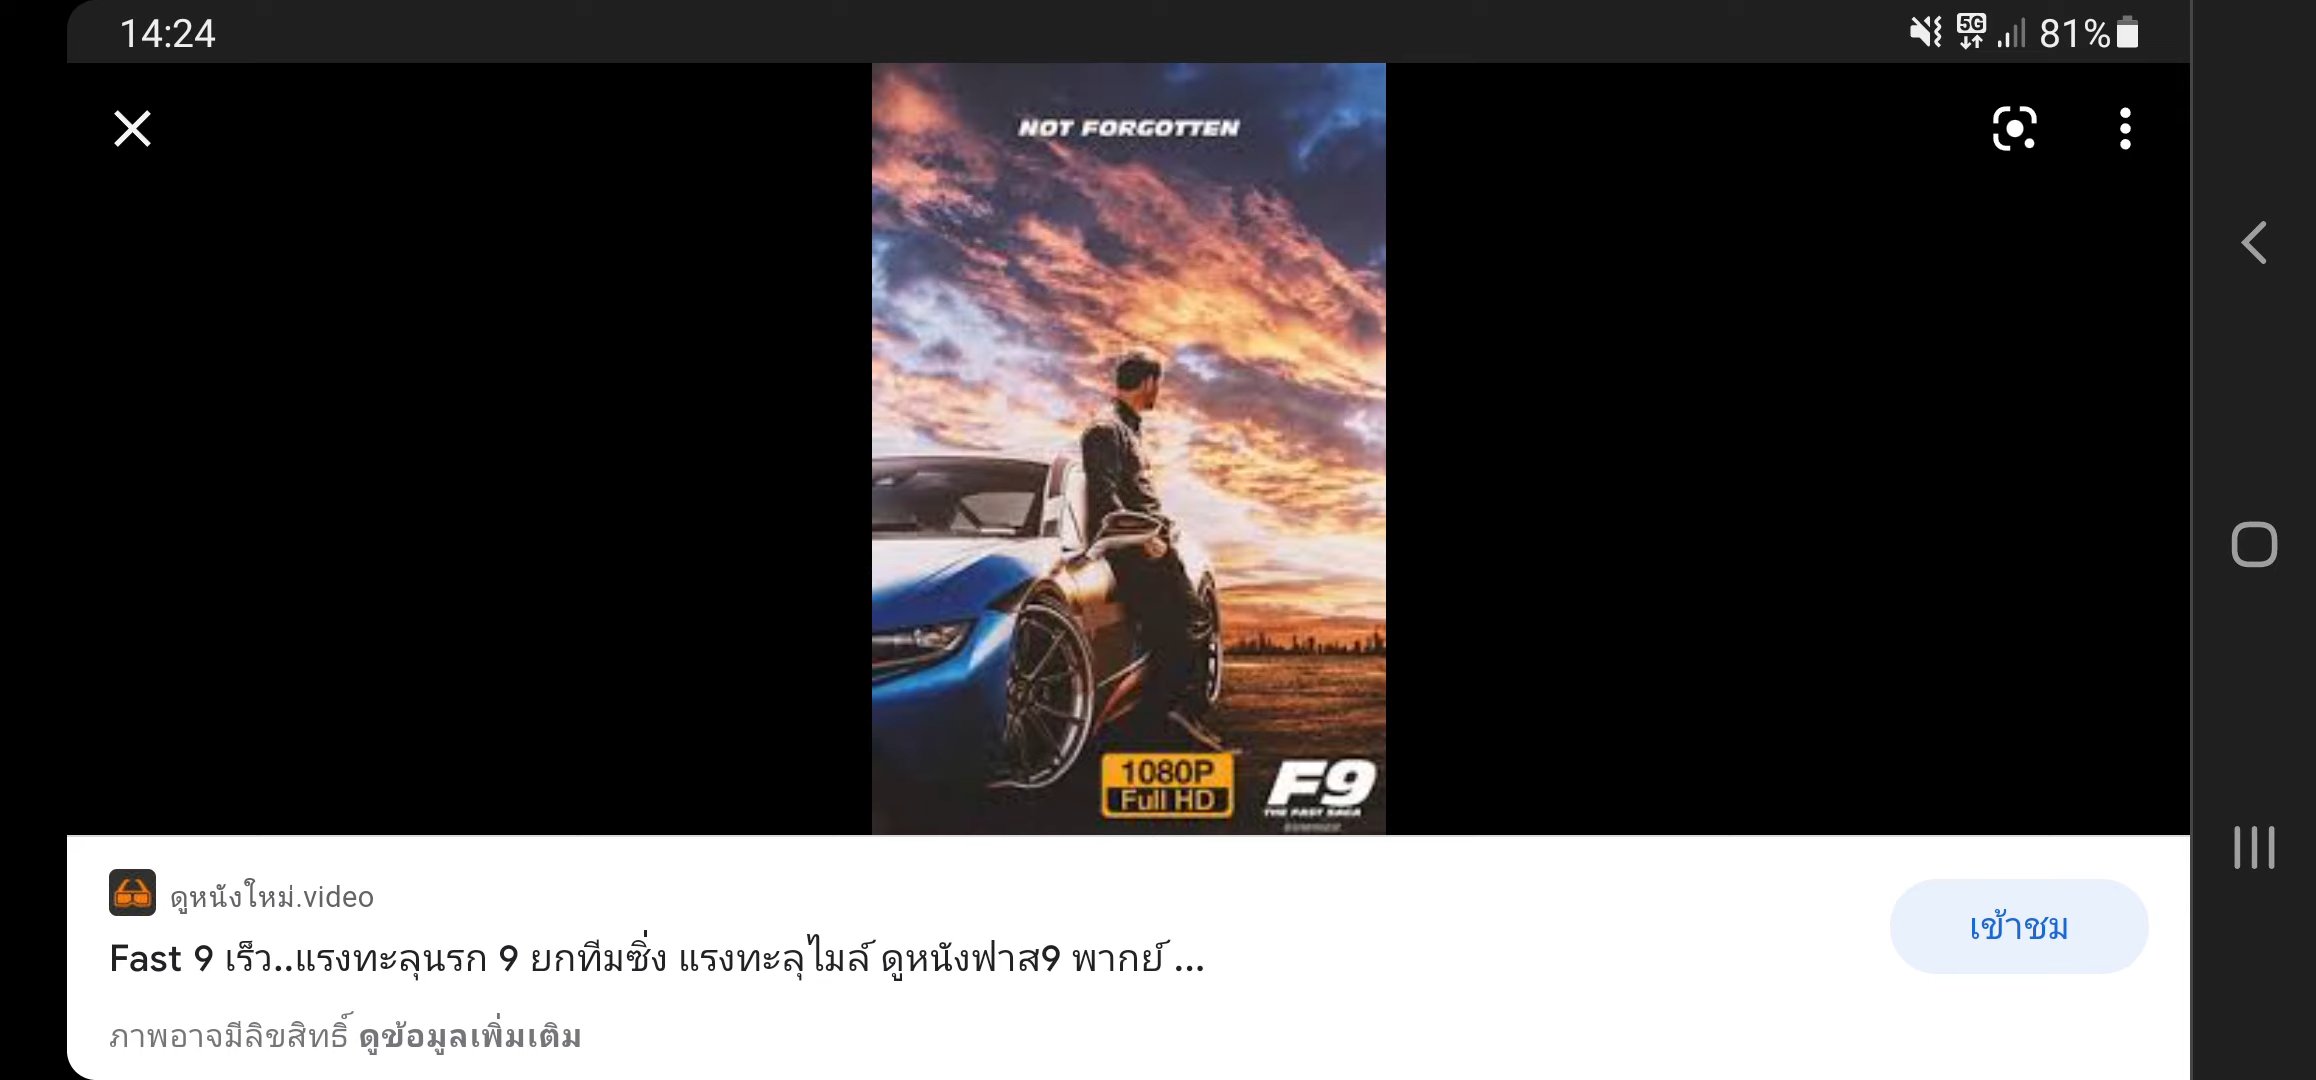 14:24
5G
81%
NOT FORGOTTEN
1080P
Full HD
F9
THE FAST SAGA
ดูหนังใหม่.video
Fast 9 เร็ว..แรงทะลุนรก 9 ยกทีมซิ่ง แรงทะลุไมล์ ดูหนังฟาส9 พากย์ ...
เข้าชม
ภาพอาจมีลิขสิทธิ์ ดูข้อมูลเพิ่มเติม